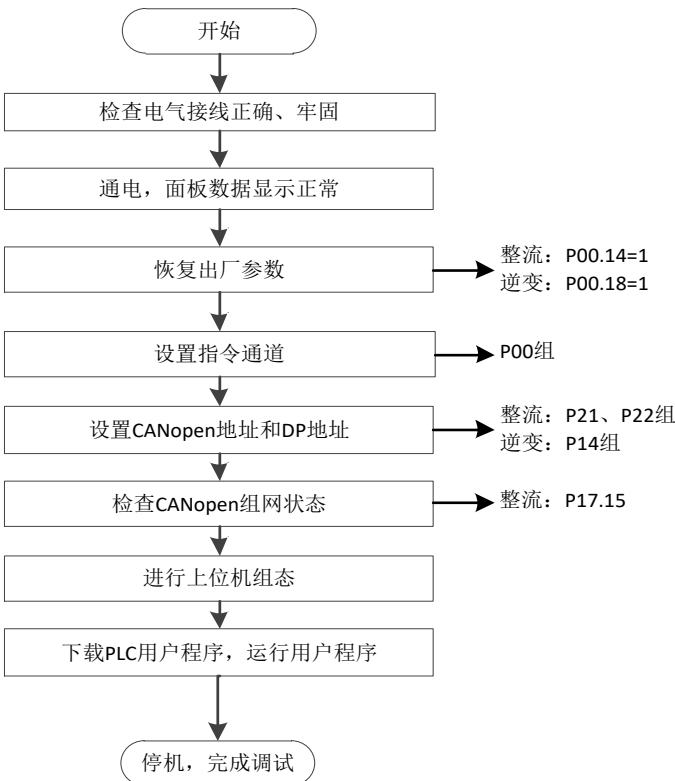 开始
检查电气接线正确、牢固
通电，面板数据显示正常
恢复出厂参数
整流：P00.14=1
逆变：P00.18=1
设置指令通道
P00组
设置CANopen地址和DP地址
整流：P21、P22组
逆变：P14组
检查CANopen组网状态
整流：P17.15
进行上位机组态
下载PLC用户程序，运行用户程序
停机，完成调试